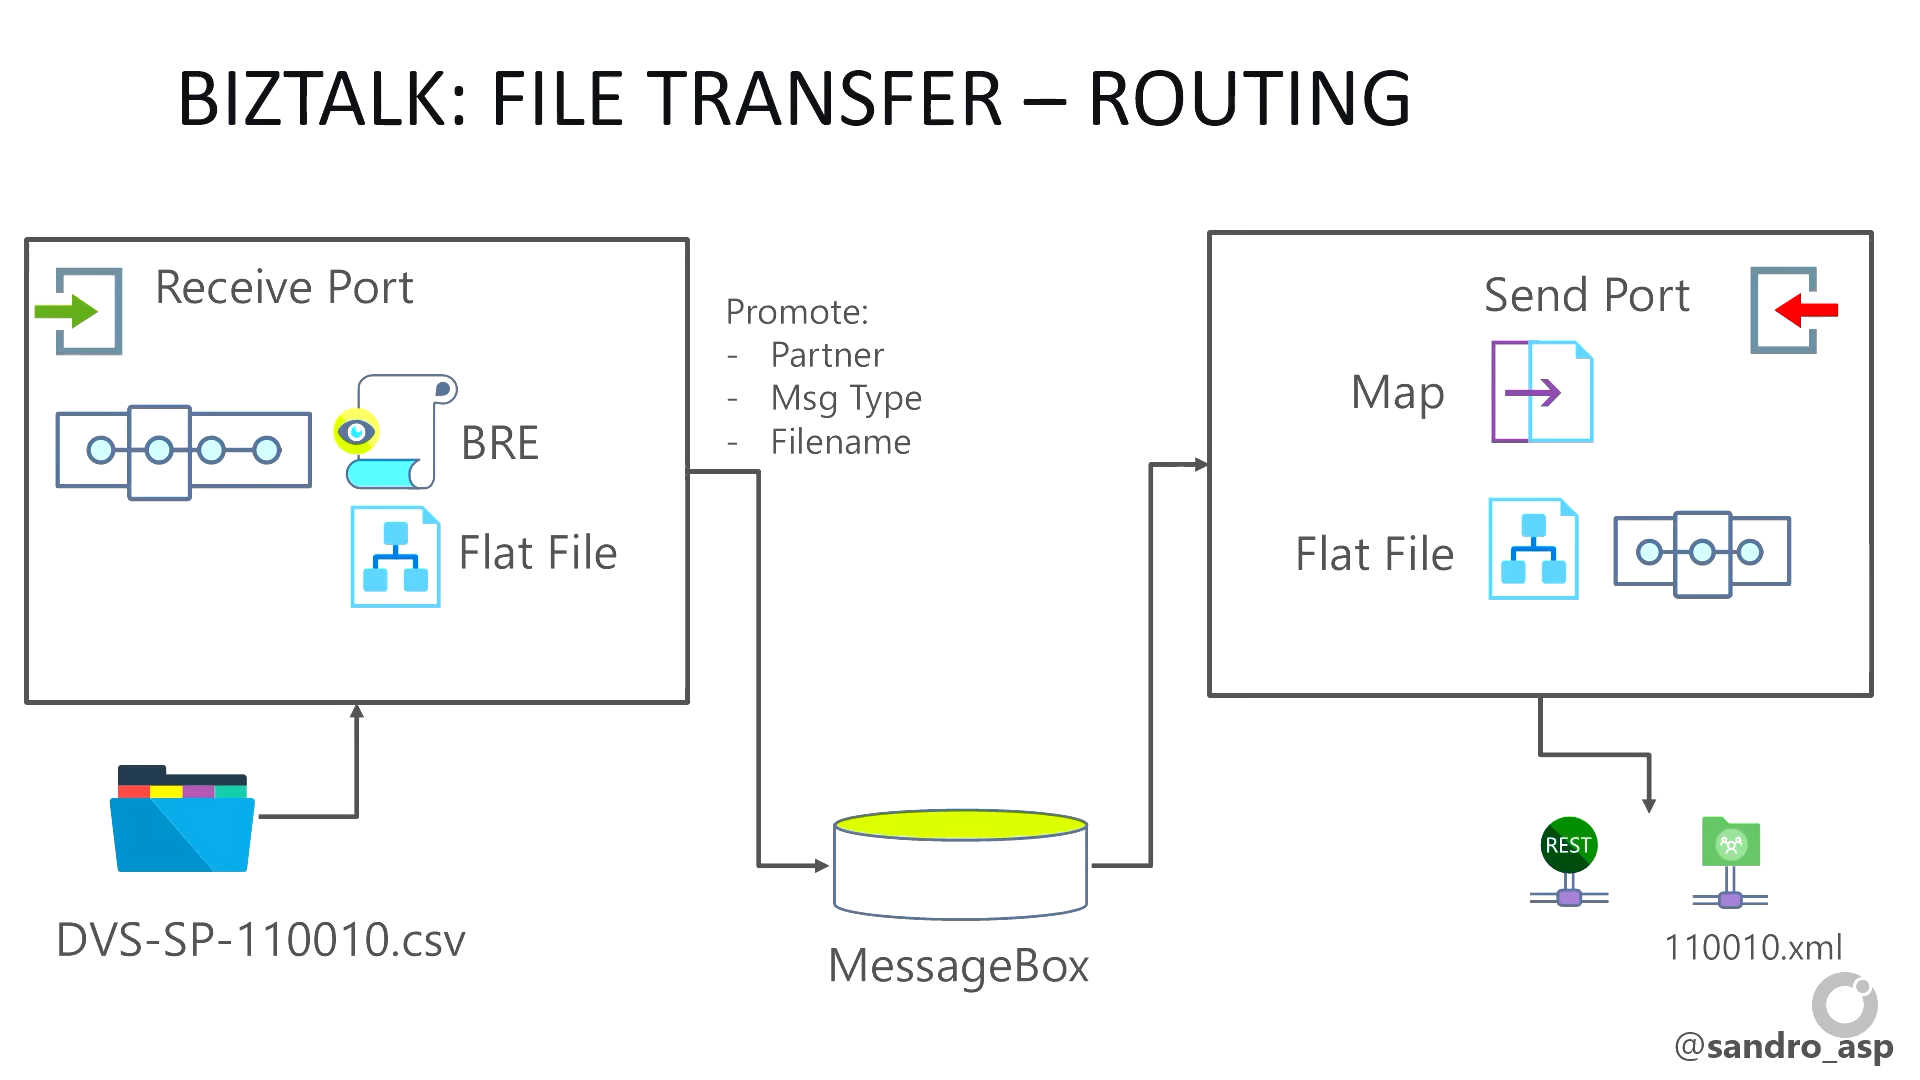 BIZTALK: FILE TRANSFER – ROUTING
Receive Port
BRE
Flat File
Promote:
- Partner
- Msg Type
- Filename
Send Port
Map
Flat File
DVS-SP-110010.csv
MessageBox
REST
110010.xml
@sandro_asp